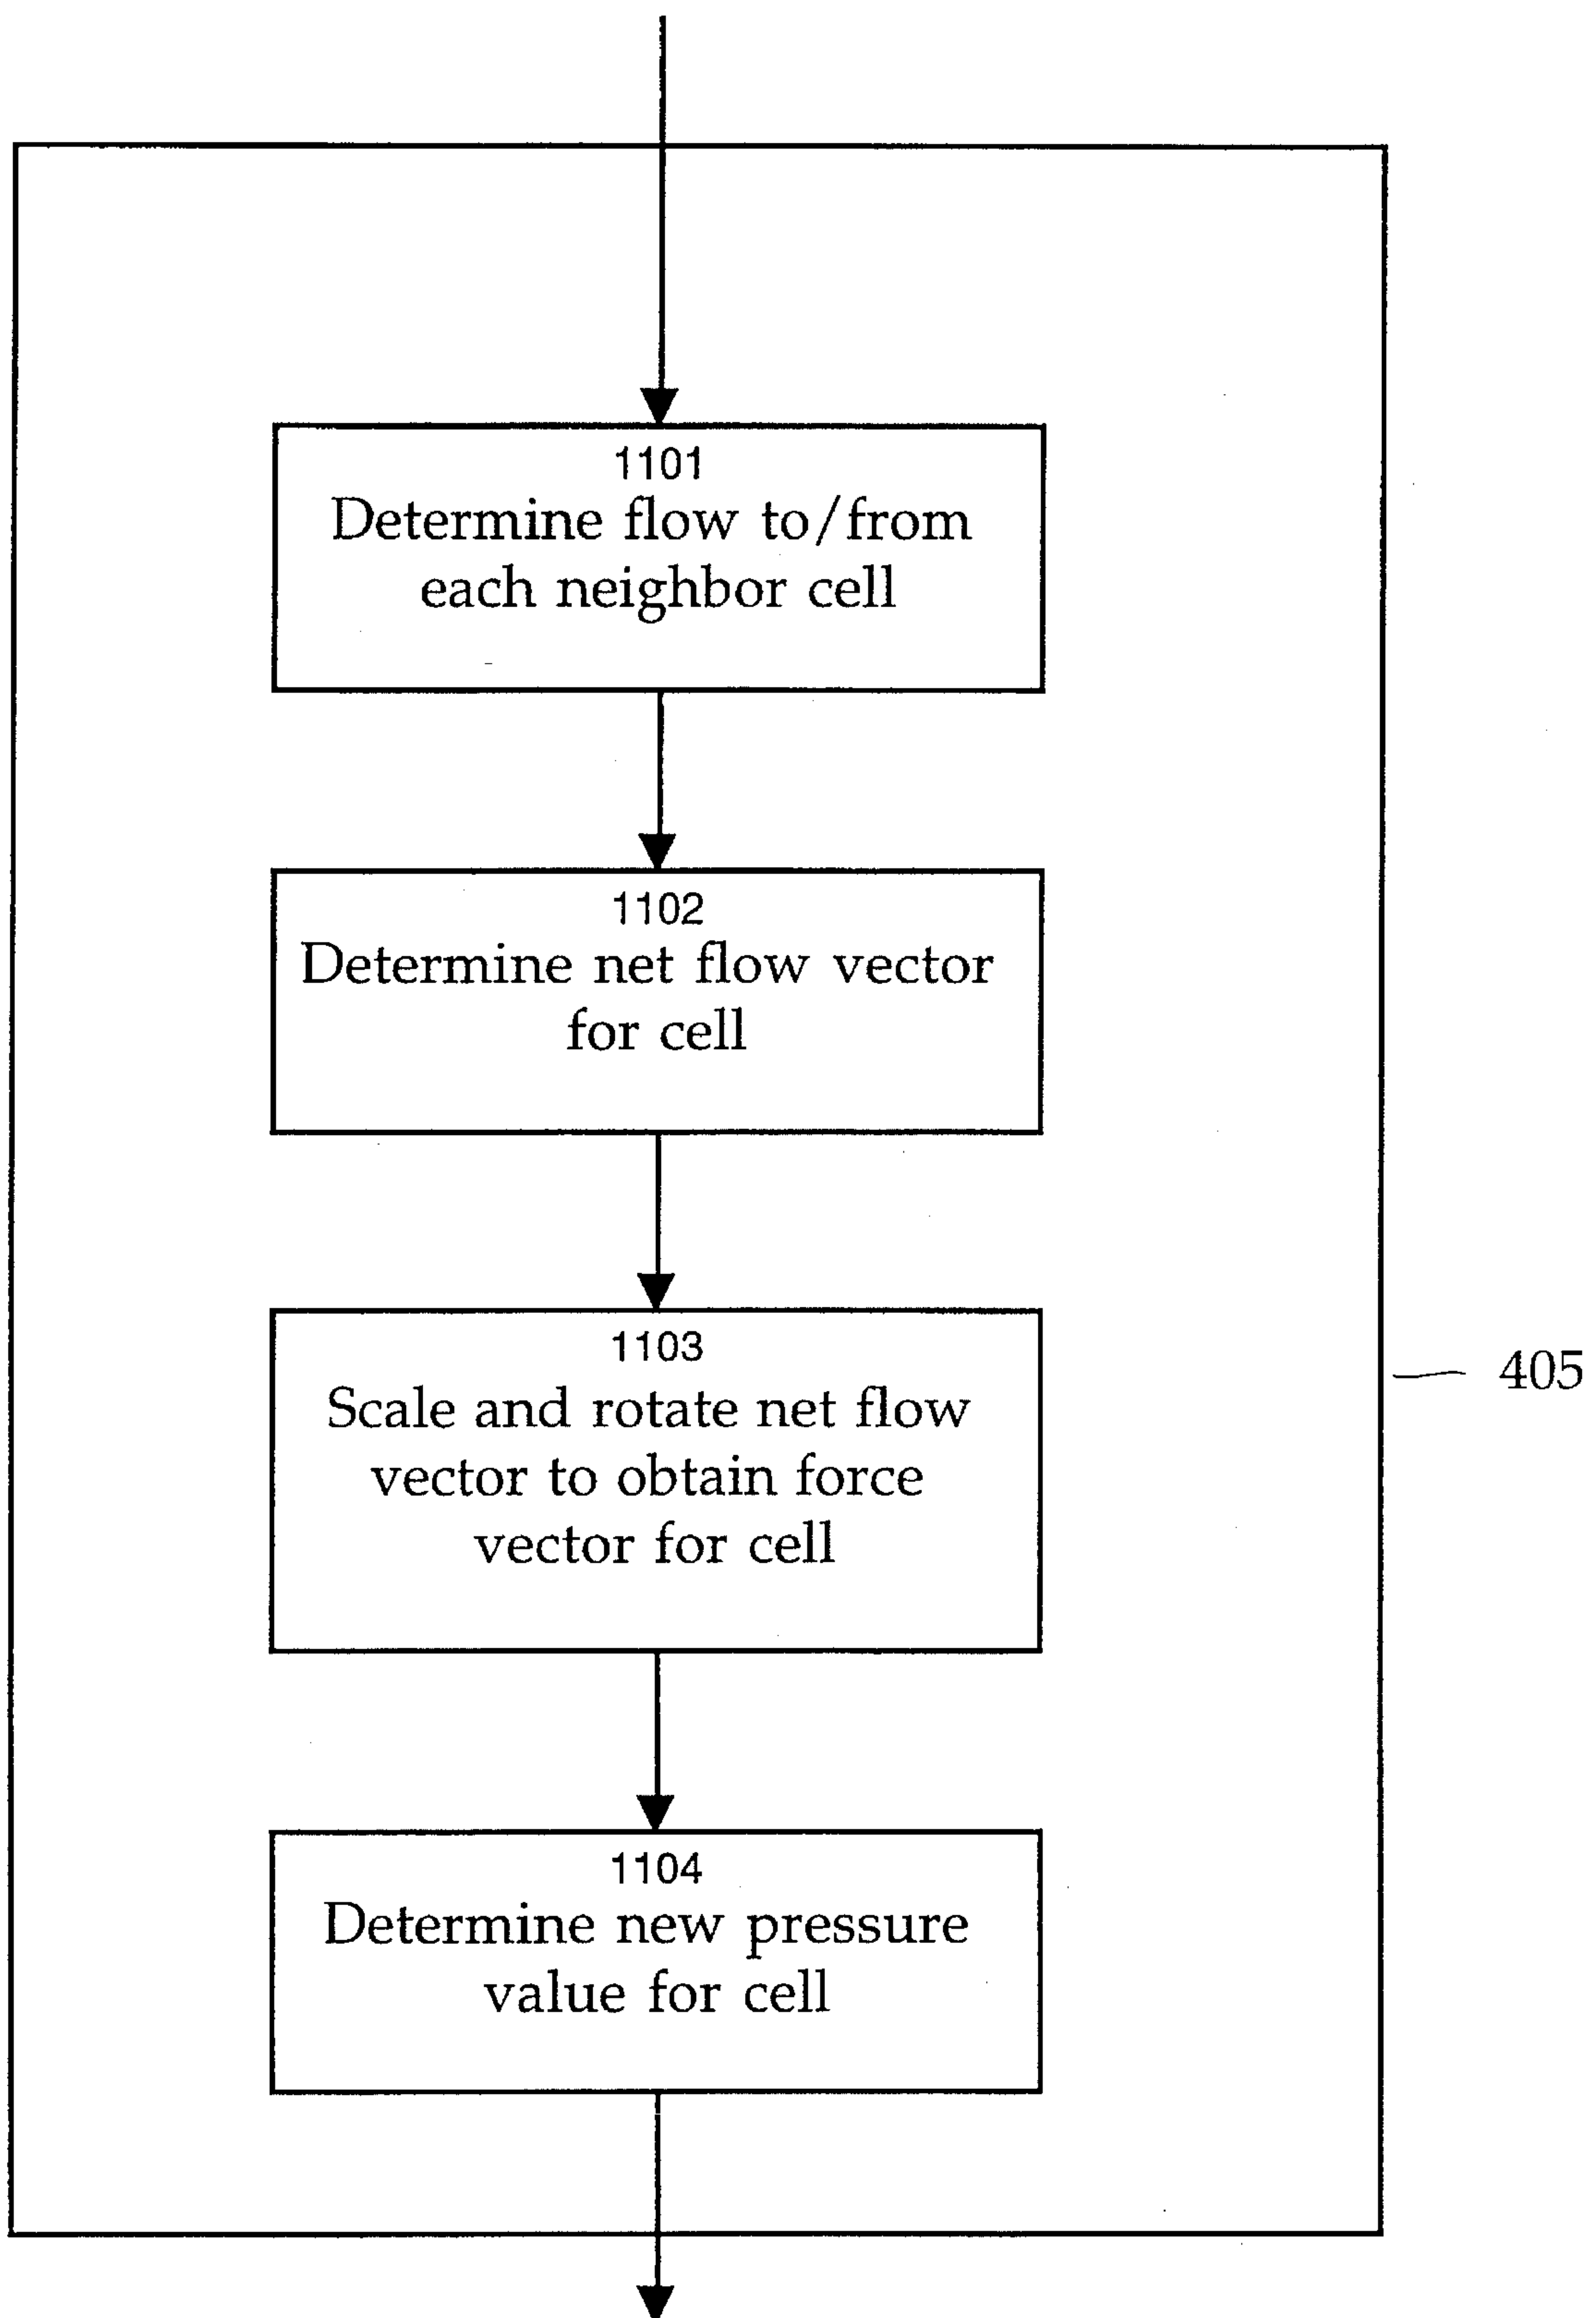 1101
Determine flow to/from
each neighbor cell
1102
Determine net flow vector
for cell
1103
Scale and rotate net flow
vector to obtain force
vector for cell
405
1104
Determine new pressure
value for cell